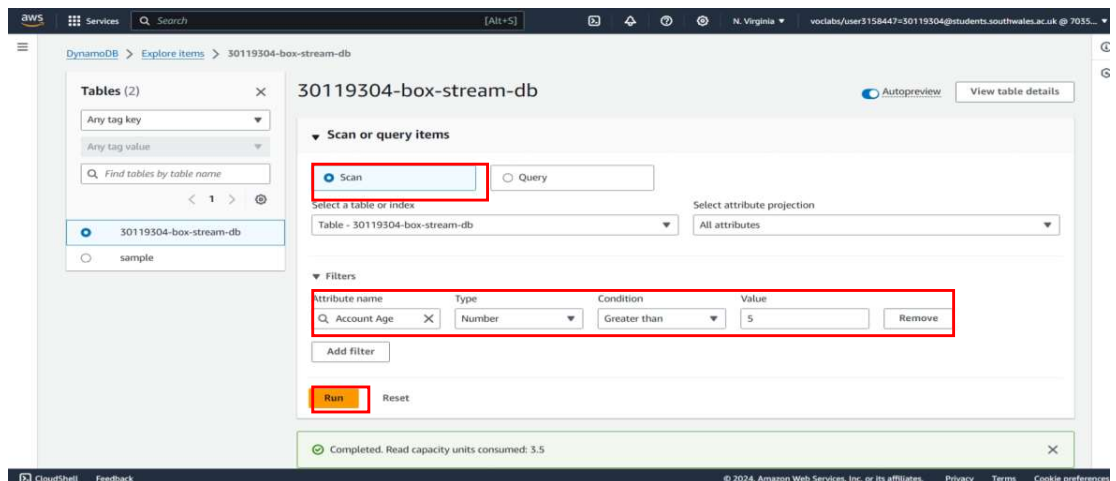 aws Services Search [Alt+S] N. Virginia voclabs/user3158447=30119304@students.southwales.ac.uk @ 7035...
DynamoDB > Explore items > 30119304-box-stream-db
Tables (2)
Any tag key
Any tag value
Find tables by table name
1
30119304-box-stream-db
sample
30119304-box-stream-db
Autopreview
View table details
Scan or query items
Scan
Query
Select a table or index
Select attribute projection
Table - 30119304-box-stream-db
All attributes
Filters
Attribute name Type Condition Value
Account Age Number Greater than 5 Remove
Add filter
Run Reset
Completed. Read capacity units consumed: 3.5
CloudShell Feedback © 2024, Amazon Web Services, Inc. or its affiliates. Privacy Terms Cookie preferences